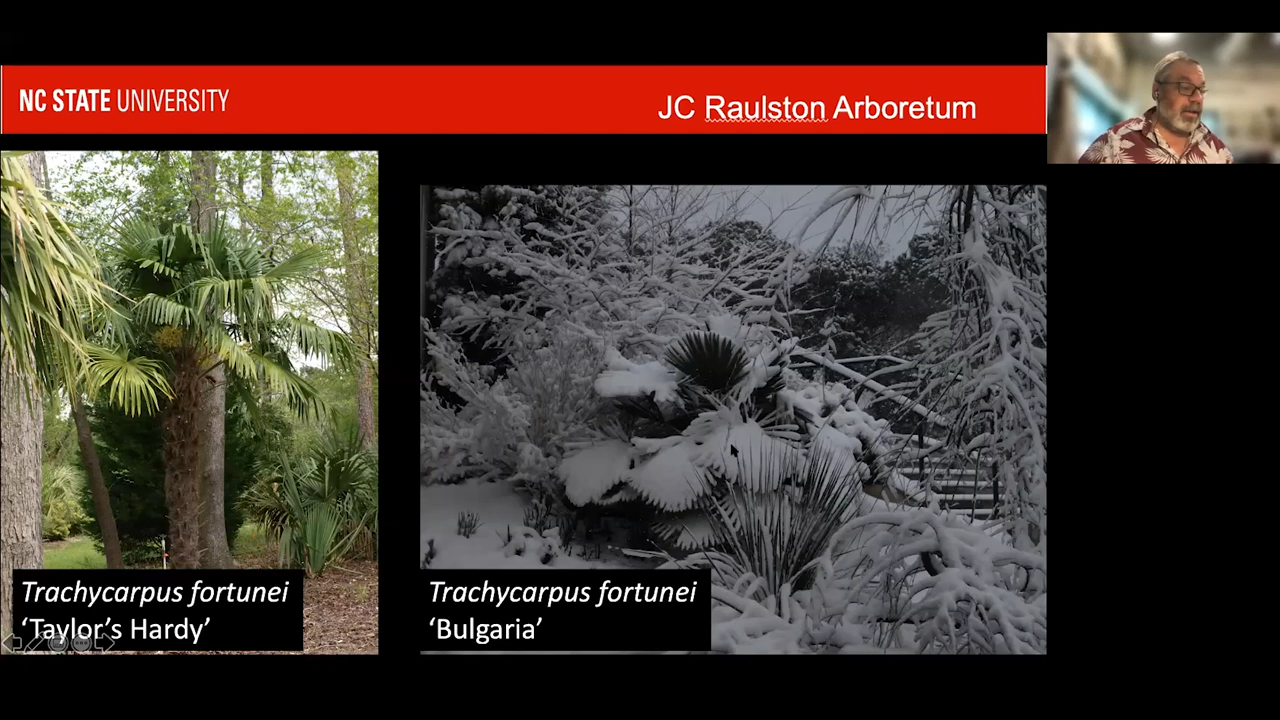 NC STATE UNIVERSITY
JC Raulston Arboretum
Trachycarpus fortunei
‘Taylor’s Hardy’
Trachycarpus fortunei
‘Bulgaria’